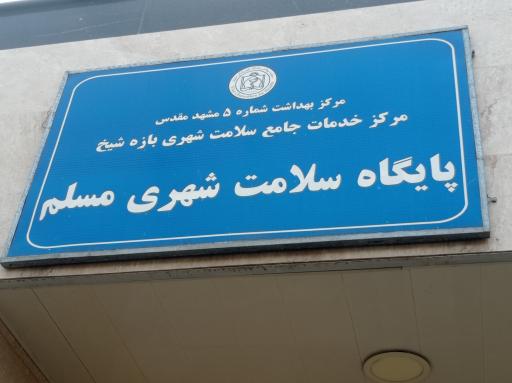 مرکز بهداشت شماره ۵ مشهد مقدس
مرکز خدمات جامع سلامت شهری بازه شیخ
پایگاه سلامت شهری مسلم